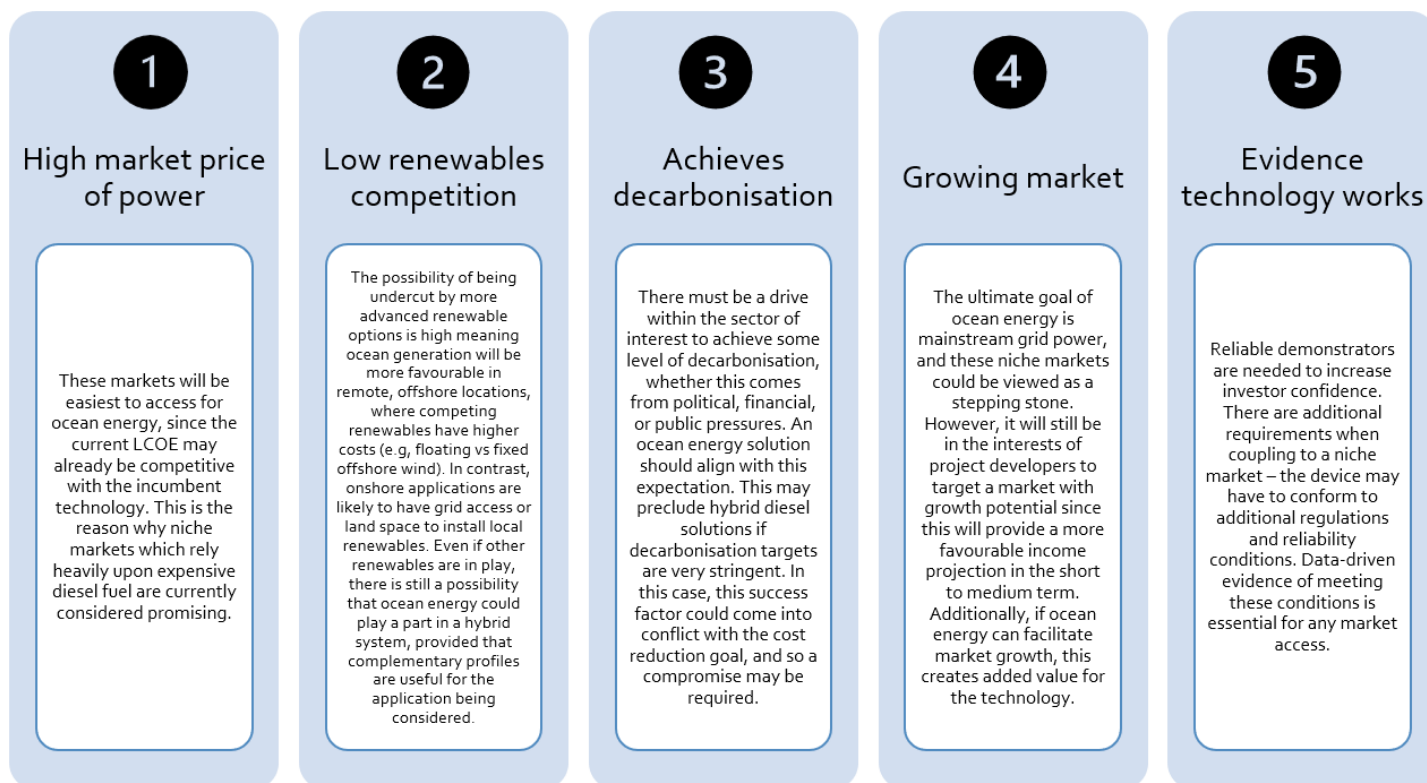 1
High market price
of power
These markets will be
easiest to access for
ocean energy, since the
current LCOE may
already be competitive
with the incumbent
technology. This is the
reason why niche
markets which rely
heavily upon expensive
diesel fuel are currently
considered promising.
2
Low renewables
competition
The possibility of being
undercut by more
advanced renewable
options is high meaning
ocean generation will be
more favourable in
remote, offshore locations,
where competing
renewables have higher
costs (e.g, floating vs fixed
offshore wind). In contrast,
onshore applications are
likely to have grid access or
land space to install local
renewables. Even if other
renewables are in play,
there is still a possibility
that ocean energy could
play a part in a hybrid
system, provided that
complementary profiles
are useful for the
application being
considered.
3
Achieves
decarbonisation
There must be a drive
within the sector of
interest to achieve some
level of decarbonisation,
whether this comes
from political, financial,
or public pressures. An
ocean energy solution
should align with this
expectation. This may
preclude hybrid diesel
solutions if
decarbonisation targets
are very stringent. In
this case, this success
factor could come into
conflict with the cost
reduction goal, and so a
compromise may be
required.
4
Growing market
The ultimate goal of
ocean energy is
mainstream grid power,
and these niche markets
could be viewed as a
stepping stone.
However, it will still be
in the interests of
project developers to
target a market with
growth potential since
this will provide a more
favourable income
projection in the short
to medium term.
Additionally, if ocean
energy can facilitate
market growth, this
creates added value for
the technology.
5
Evidence
technology works
Reliable demonstrators
are needed to increase
investor confidence.
There are additional
requirements when
coupling to a niche
market – the device may
have to conform to
additional regulations
and reliability
conditions. Data-driven
evidence of meeting
these conditions is
essential for any market
access.